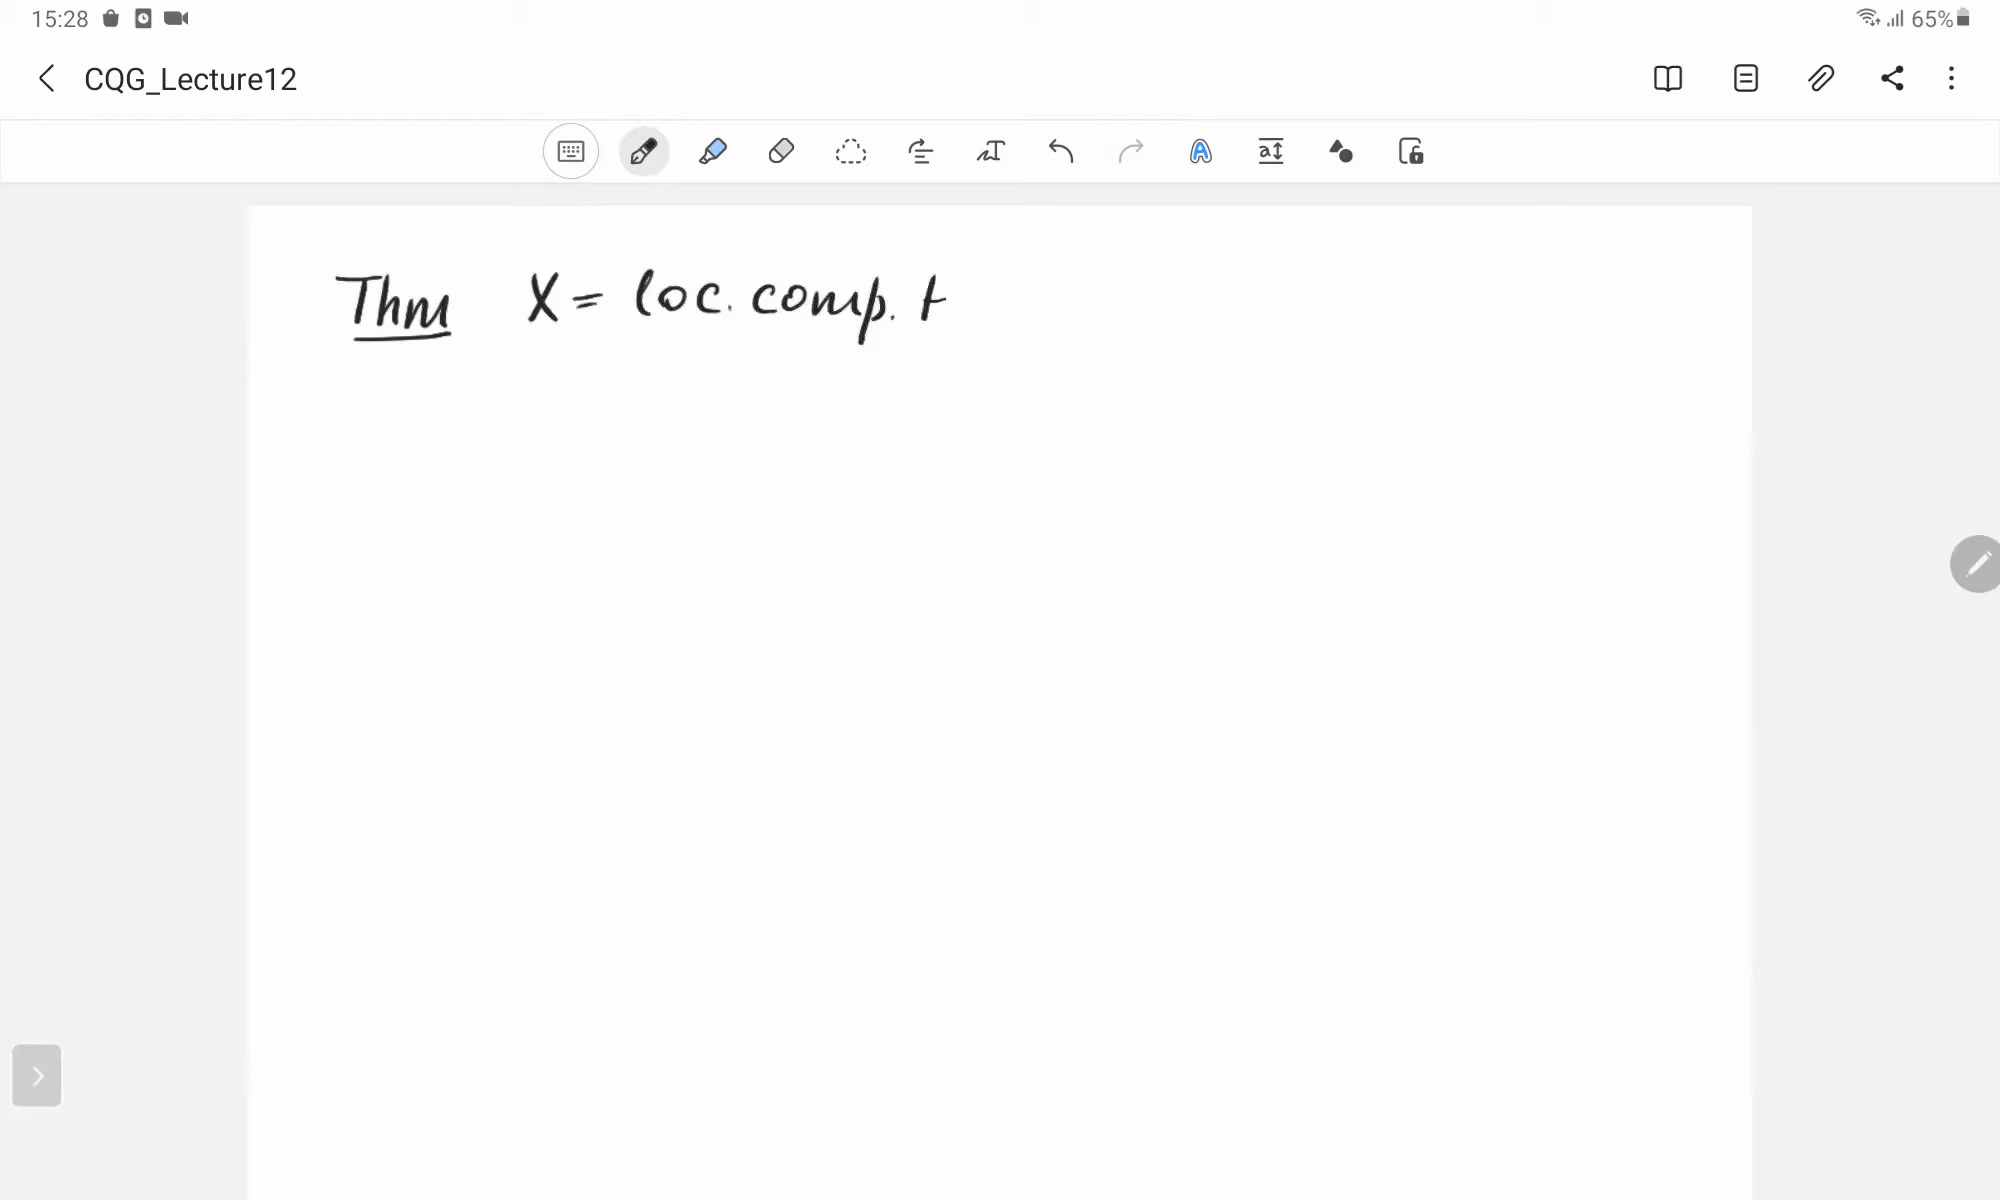 15:28 65%
CQG_Lecture12
Thm X = loc. comp. t